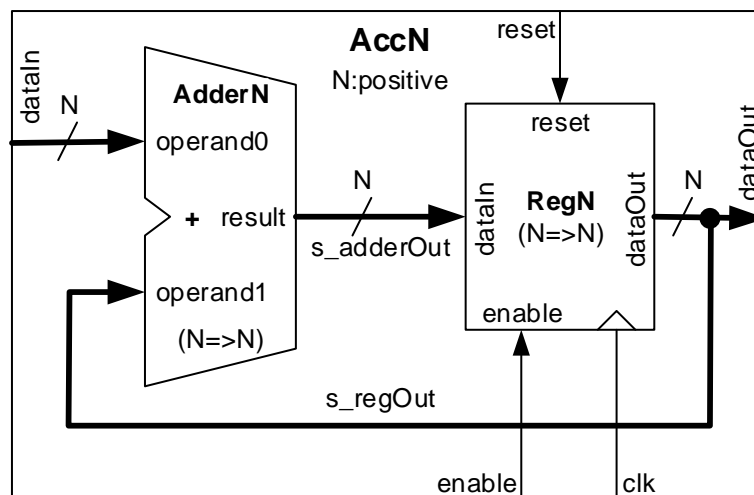 AccN
N:positive
reset
dataIn
N
AdderN
operand0
+ result
operand1
(N=>N)
N
s_adderOut
reset
dataIn
RegN
(N=>N)
dataOut
enable
N
dataOut
s_regOut
enable
clk